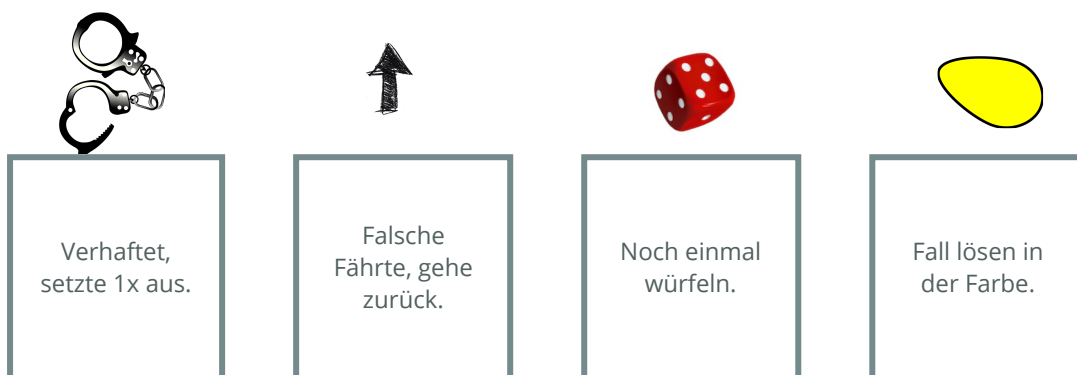 Verhaftet,
setzte 1x aus.
Falsche
Fährte, gehe
zurück.
Noch einmal
würfeln.
Fall lösen in
der Farbe.